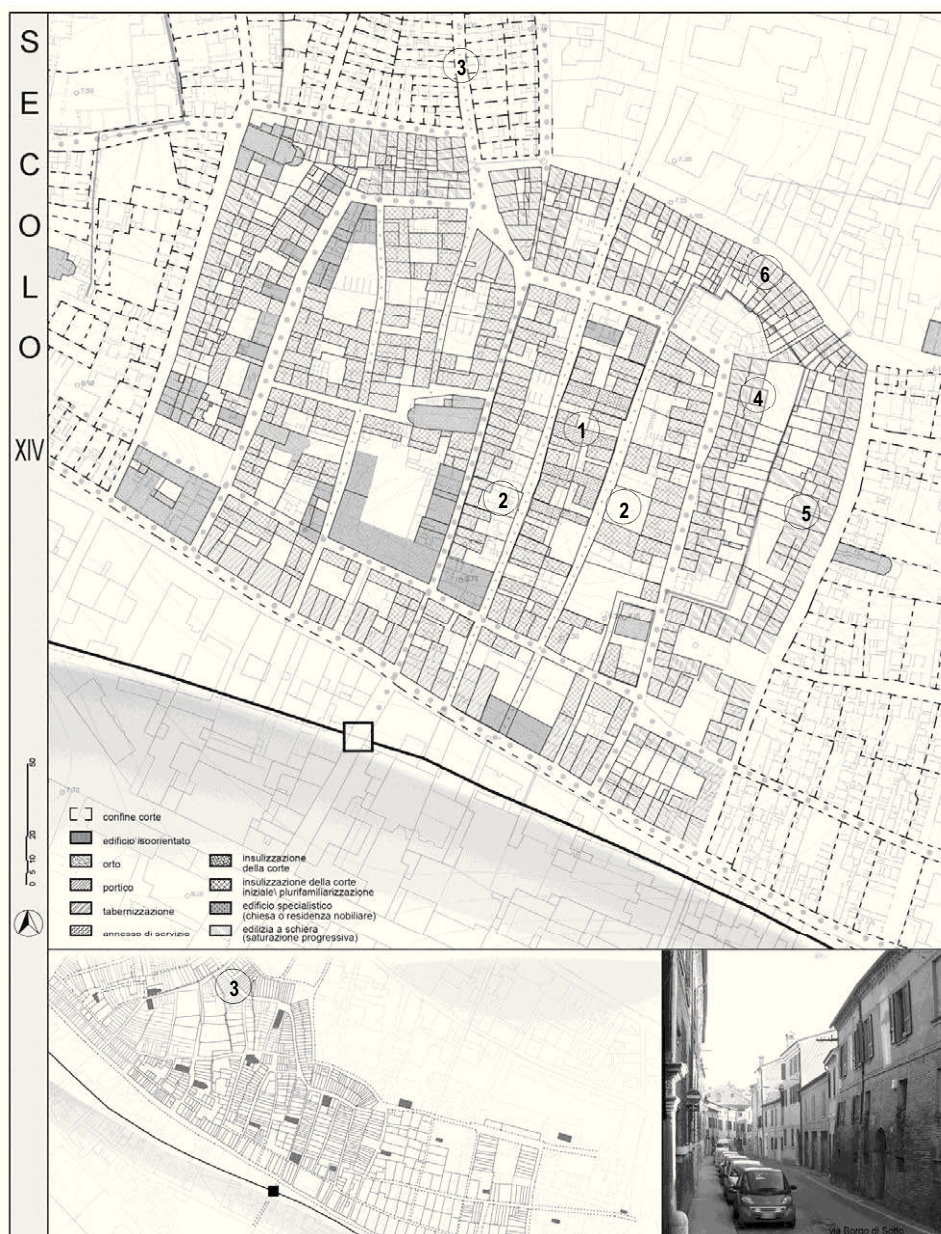 S
E
C
O
L
O
XIV
3
6
4
1
2
2
5
50
20
10
5
0
confine corte
edificio isoorientato
orto
portico
tabernizzazione
annesso di servizio
insulizzazione
della corte
insulizzazione della corte
iniziale\ plurifamiliarizzazione
edificio specialistico
(chiesa o residenza nobiliare)
edilizia a schiera
(saturazione progressiva)
3
via Borgo di Sotto